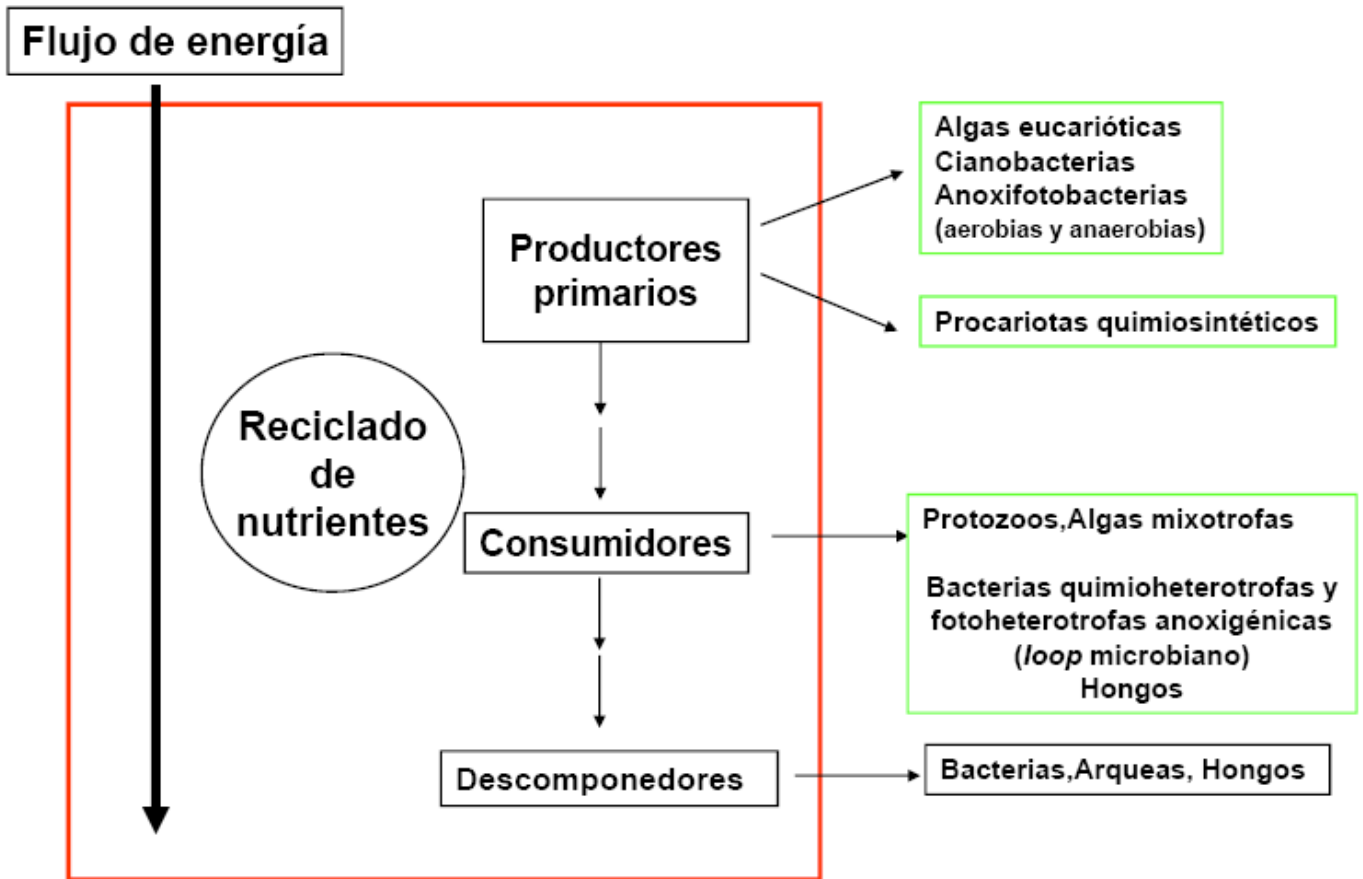 Flujo de energía
Algas eucarióticas
Cianobacterias
Anoxifotobacterias
(aerobias y anaerobias)
Productores
primarios
Procariotas quimiosintéticos
Reciclado
de
nutrientes
Consumidores
Protozoos,Algas mixotrofas
Bacterias quimioheterotrofas y
fotoheterotrofas anoxigénicas
(loop microbiano)
Hongos
Descomponedores
Bacterias,Arqueas, Hongos